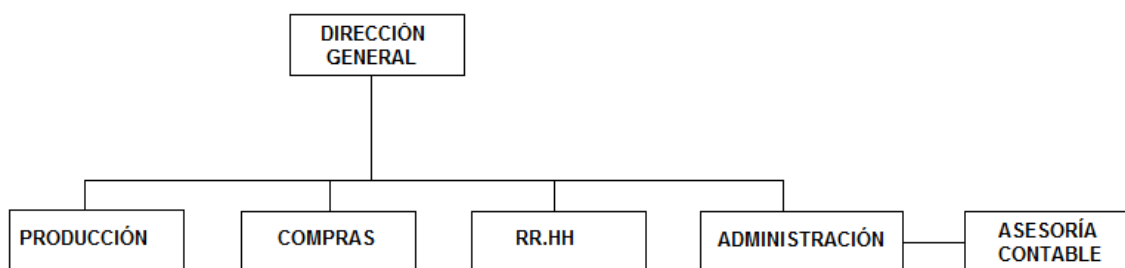 DIRECCIÓN
GENERAL
PRODUCCIÓN
COMPRAS
RR.HH
ADMINISTRACIÓN
ASESORÍA
CONTABLE